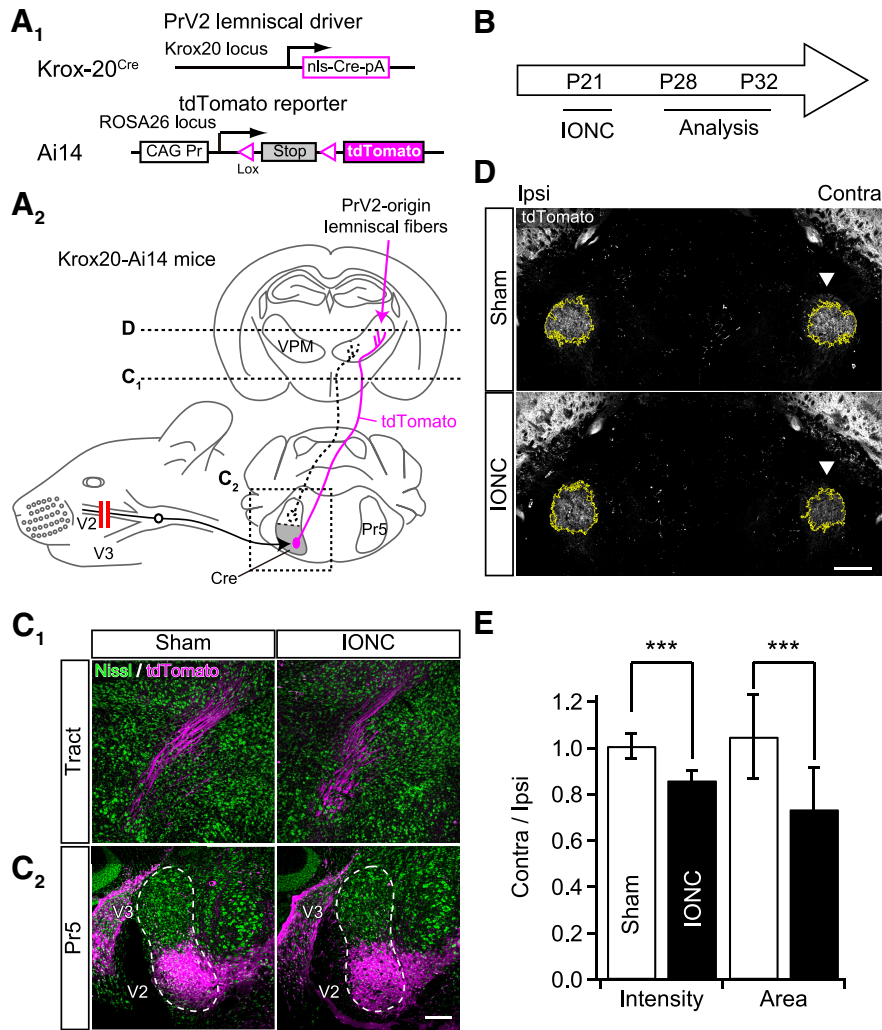 A1
PrV2 lemniscal driver
Krox20 locus
Krox-20Cre
nls-Cre-pA
tdTomato reporter
ROSA26 locus
Ai14
CAG Pr
Stop
tdTomato
Lox
B
P21
P28
P32
IONC
Analysis
A2
PrV2-origin
lemniscal fibers
Krox20-Ai14 mice
D
VPM
C1
tdTomato
C2
V2
V3
Pr5
Cre
D
Ipsi
Contra
tdTomato
Sham
IONC
C1
Sham
IONC
Nissl / tdTomato
Tract
C2
Pr5
V3
V2
V3
V2
E
***
***
Contra / Ipsi
1.2
1.0
0.8
0.6
0.4
0.2
0.0
Sham
IONC
Intensity
Area